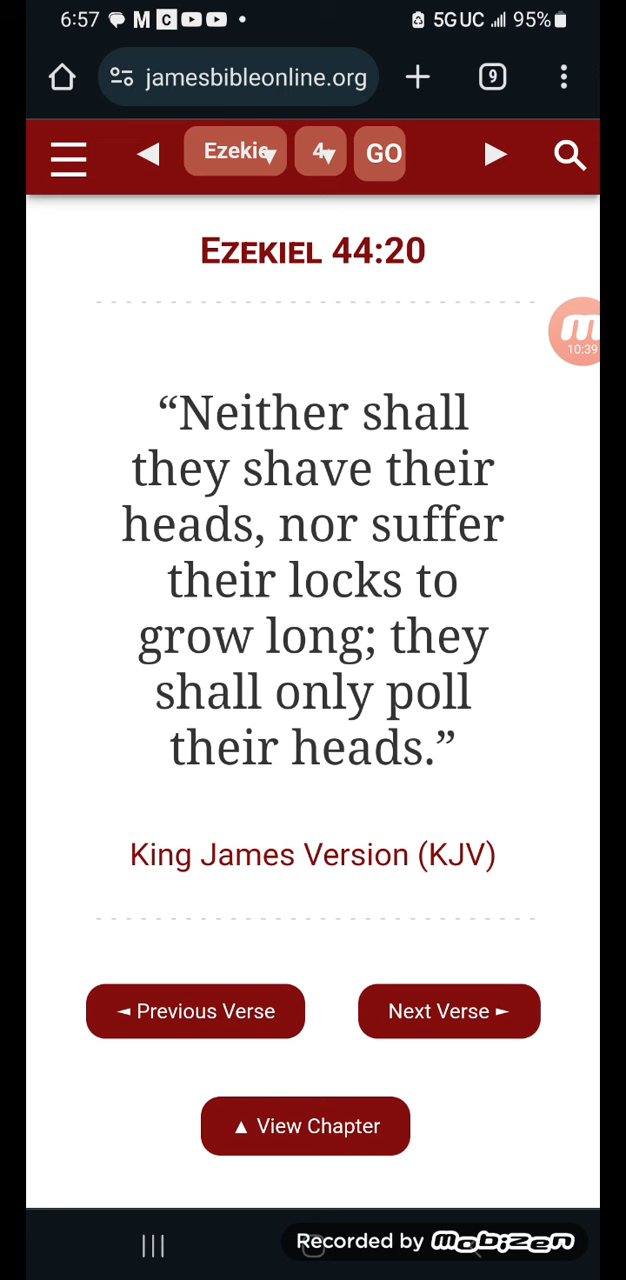 6:57 M C 5G UC 95%
jamesbibleonline.org 9
Ezekie 4 GO
EZEKIEL 44:20
m
10:39
“Neither shall
they shave their
heads, nor suffer
their locks to
grow long; they
shall only poll
their heads.”
King James Version (KJV)
◄ Previous Verse Next Verse ►
▲ View Chapter
Recorded by mobizen